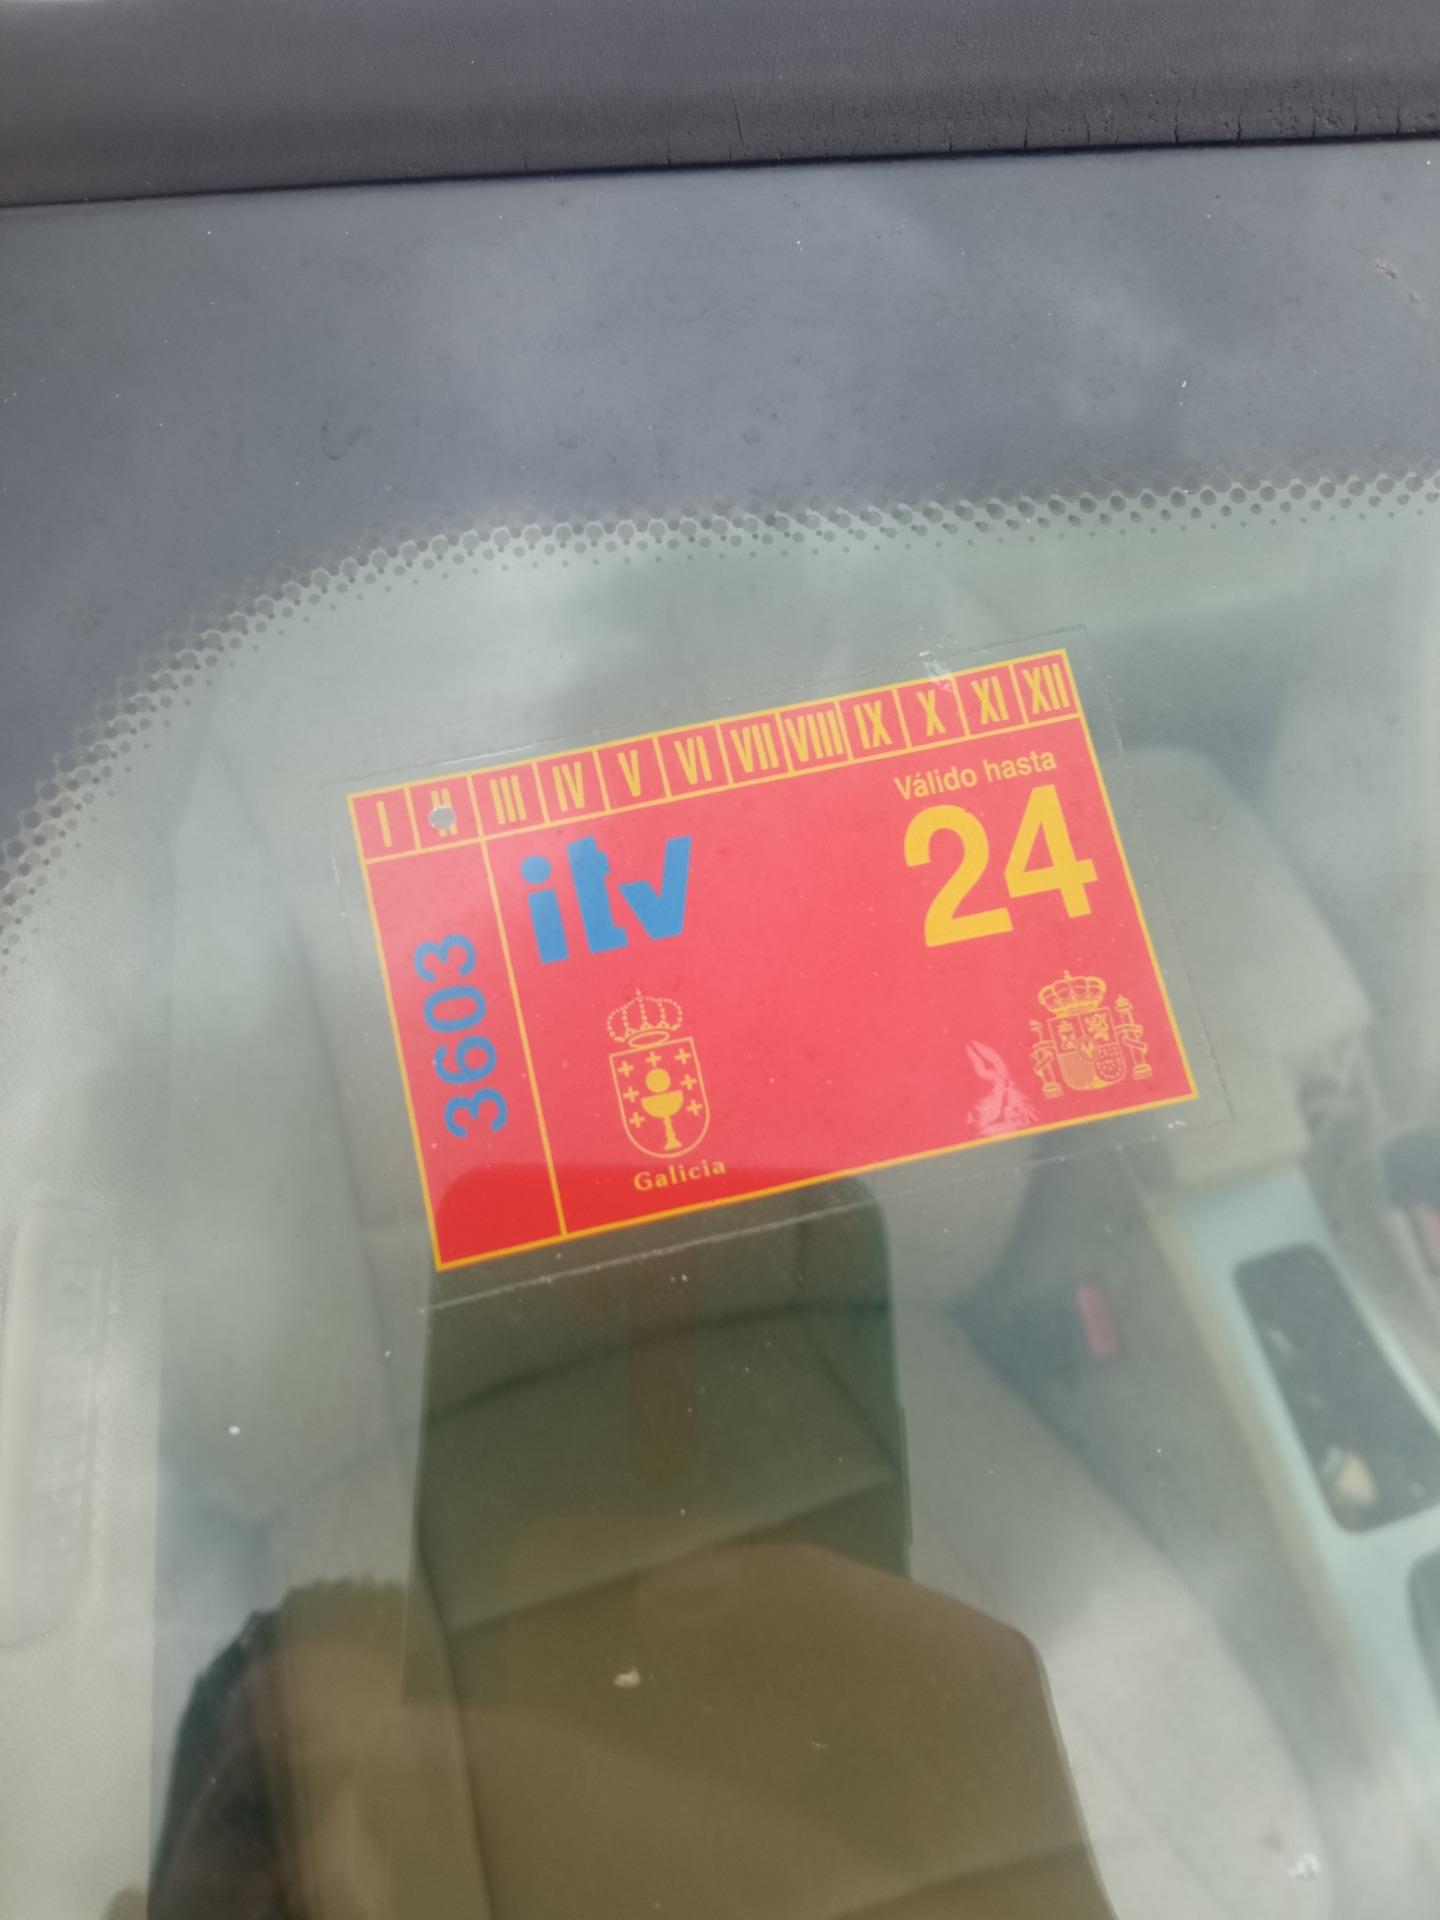 I II III IV V VI VII VIII IX X XI XII
Válido hasta
24
itv
3603
Galicia